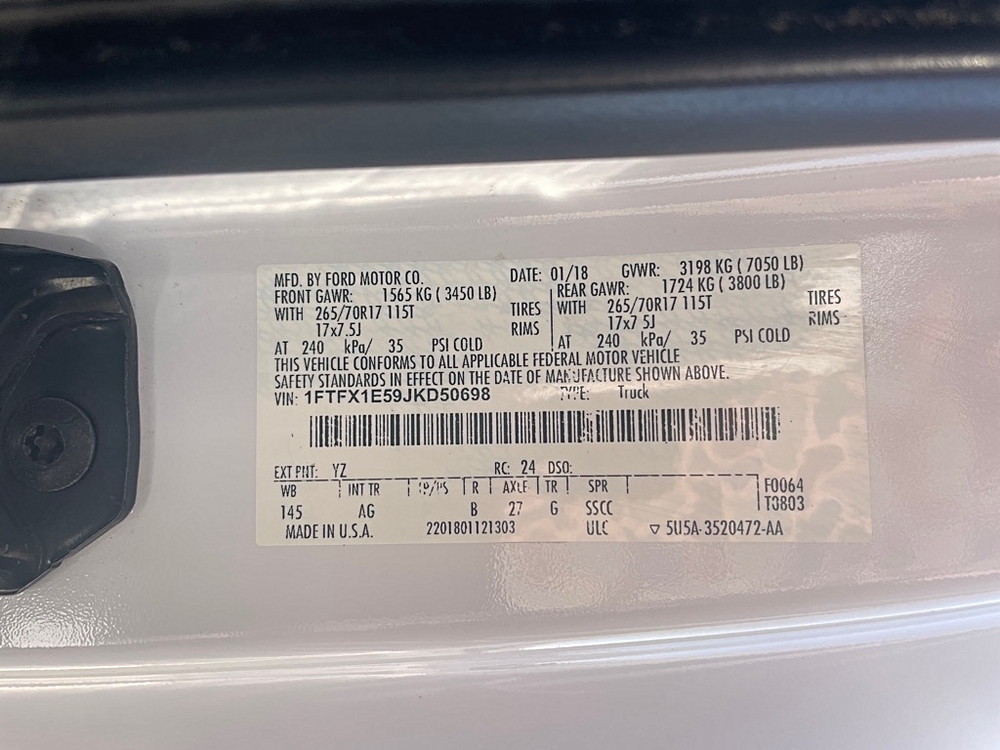 MFD. BY FORD MOTOR CO. DATE: 01/18 GVWR: 3198 KG ( 7050 LB)
FRONT GAWR: 1565 KG ( 3450 LB) REAR GAWR: 1724 KG ( 3800 LB)
WITH 265/70R17 115T TIRES WITH 265/70R17 115T TIRES
17x7.5J RIMS 17x7.5J RIMS
AT 240 kPa/ 35 PSI COLD AT 240 kPa/ 35 PSI COLD
THIS VEHICLE CONFORMS TO ALL APPLICABLE FEDERAL MOTOR VEHICLE
SAFETY STANDARDS IN EFFECT ON THE DATE OF MANUFACTURE SHOWN ABOVE.
VIN: 1FTFX1E59JKD50698 TYPE: Truck
EXT PNT: YZ RC: 24 DSO:
WB INT TR TP/PS R AXLE TR SPR F0064
145 AG B 27 G SSCC T0803
MADE IN U.S.A. 2201801121303 ULC ▽ 5U5A-3520472-AA